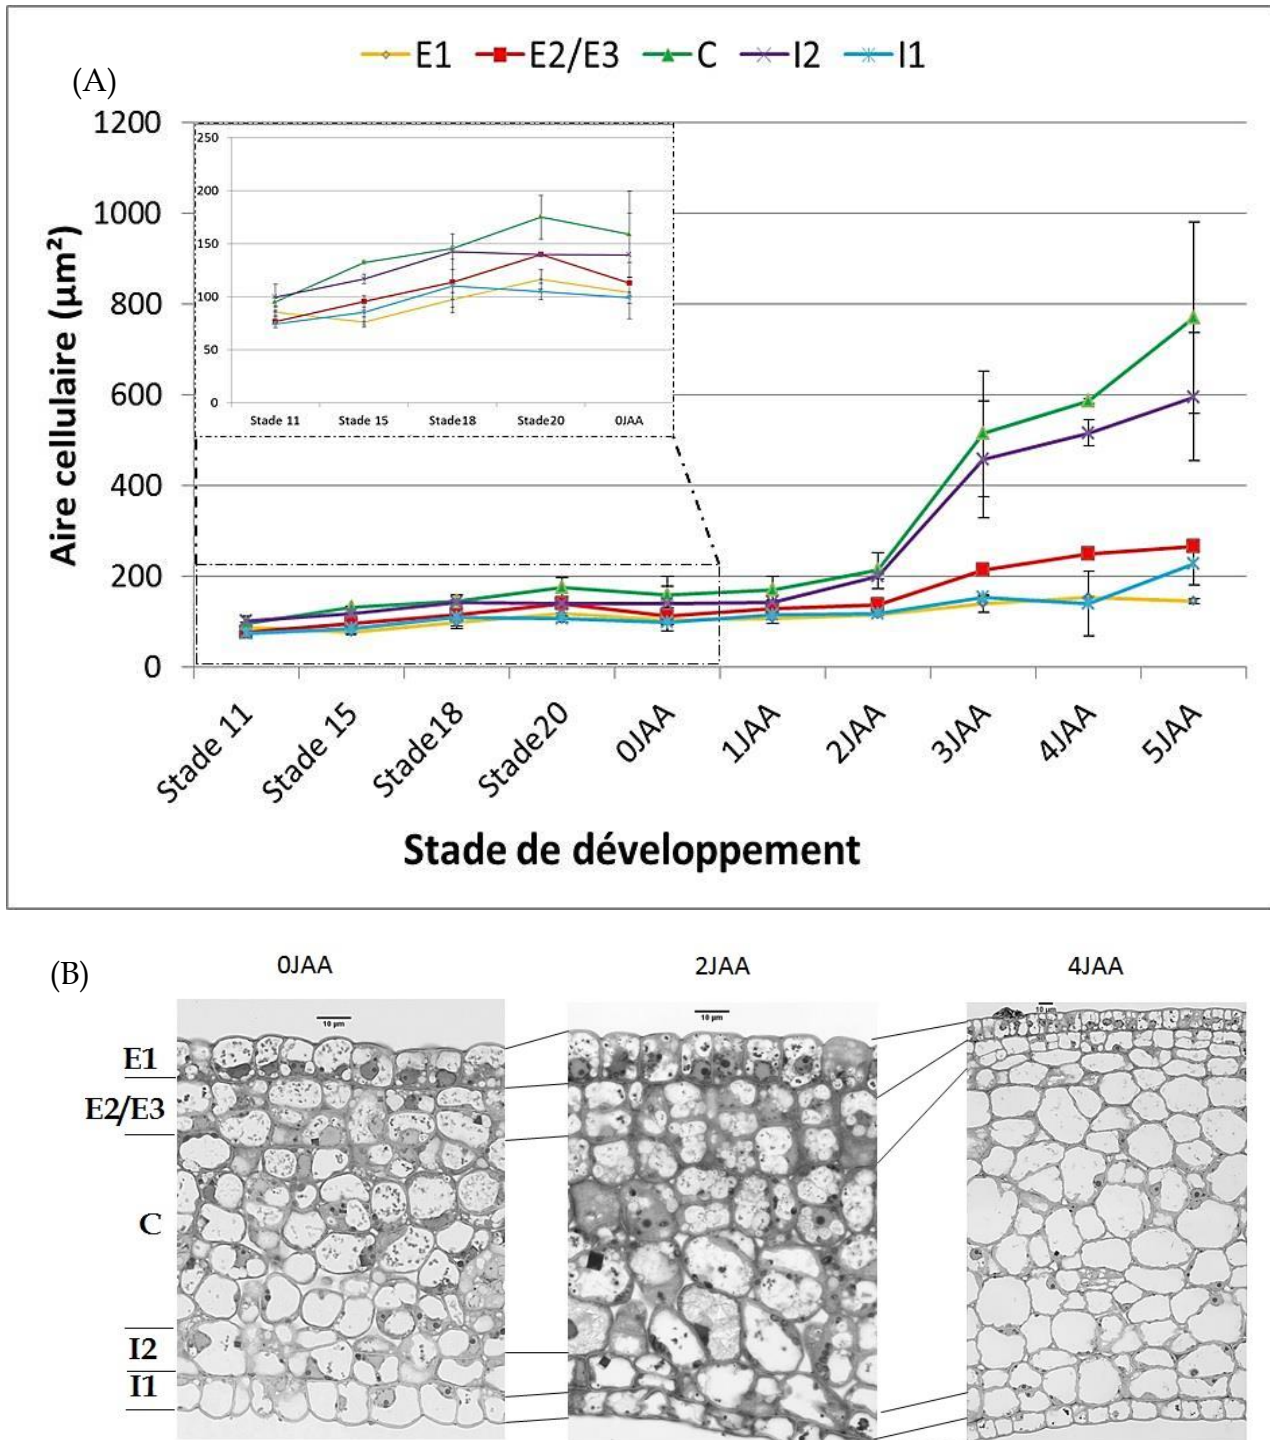 E1 E2/E3 C I2 I1
(A)
1200
1000
800
600
400
200
0
250
200
150
100
50
0
Stade 11 Stade 15 Stade18 Stade20 0JAA
Aire cellulaire (µm²)
Stade 11 Stade 15 Stade18 Stade20 0JAA 1JAA 2JAA 3JAA 4JAA 5JAA
Stade de développement
(B)
0JAA 2JAA 4JAA
10 µm 10 µm 10 µm
E1
E2/E3
C
I2
I1